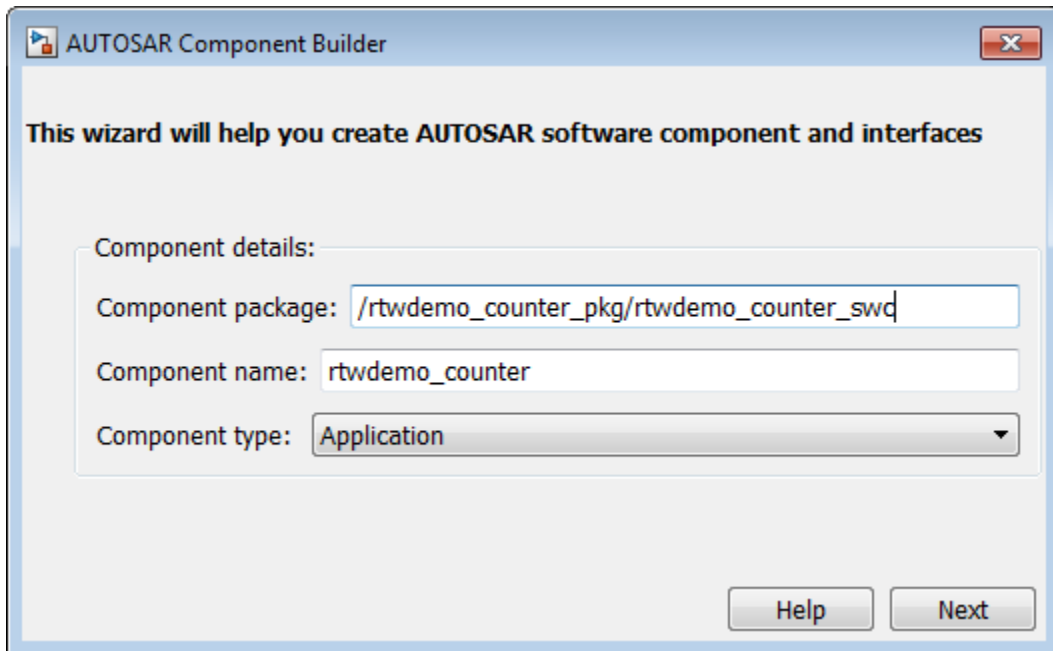 AUTOSAR Component Builder
This wizard will help you create AUTOSAR software component and interfaces
Component details:
Component package: /rtwdemo_counter_pkg/rtwdemo_counter_swc
Component name: rtwdemo_counter
Component type: Application
Help Next